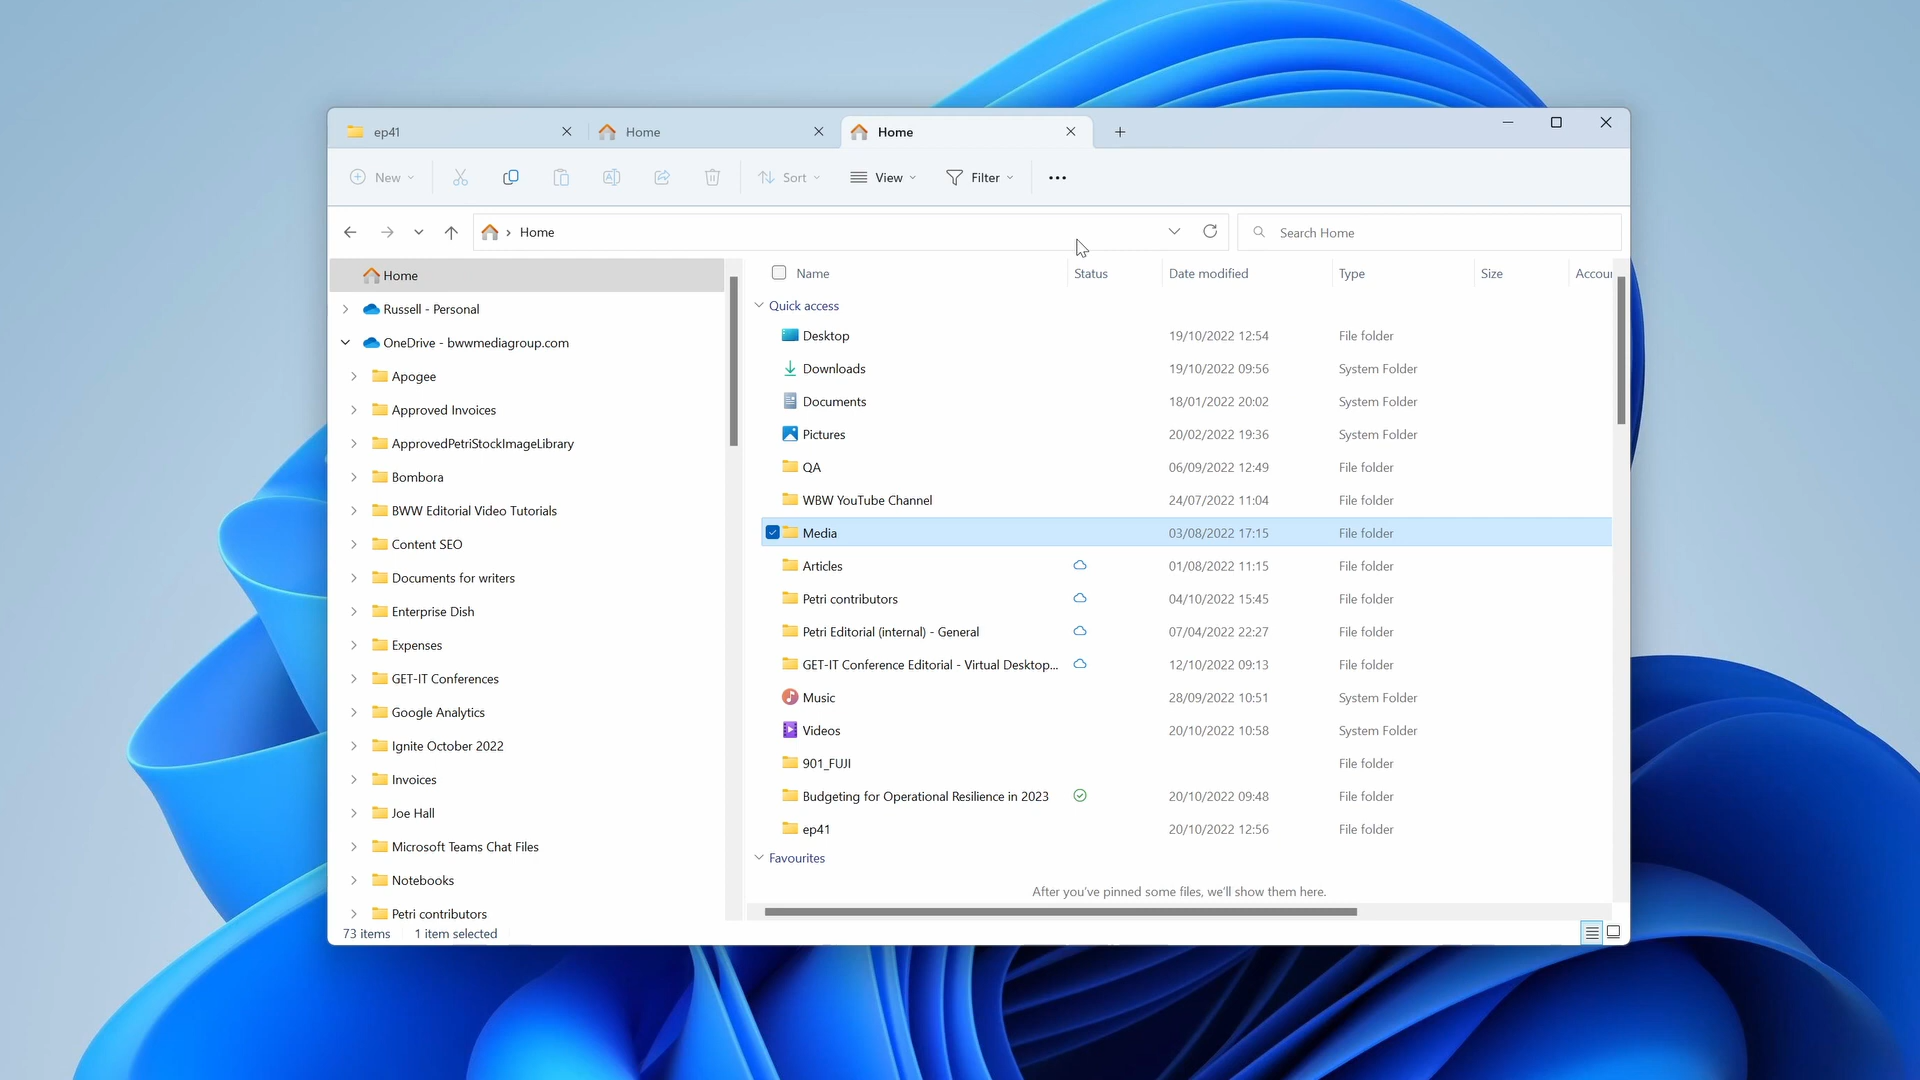 ep41
Home
Home
New
Sort
View
Filter
Home
Search Home
Home
Russell - Personal
OneDrive - bwwmediagroup.com
Apogee
Approved Invoices
ApprovedPetriStockImageLibrary
Bombora
BWW Editorial Video Tutorials
Content SEO
Documents for writers
Enterprise Dish
Expenses
GET-IT Conferences
Google Analytics
Ignite October 2022
Invoices
Joe Hall
Microsoft Teams Chat Files
Notebooks
Petri contributors
Name Status Date modified Type Size Accour
Quick access
Desktop 19/10/2022 12:54 File folder
Downloads 19/10/2022 09:56 System Folder
Documents 18/01/2022 20:02 System Folder
Pictures 20/02/2022 19:36 System Folder
QA 06/09/2022 12:49 File folder
WBW YouTube Channel 24/07/2022 11:04 File folder
Media 03/08/2022 17:15 File folder
Articles 01/08/2022 11:15 File folder
Petri contributors 04/10/2022 15:45 File folder
Petri Editorial (internal) - General 07/04/2022 22:27 File folder
GET-IT Conference Editorial - Virtual Desktop... 12/10/2022 09:13 File folder
Music 28/09/2022 10:51 System Folder
Videos 20/10/2022 10:58 System Folder
901_FUJI File folder
Budgeting for Operational Resilience in 2023 20/10/2022 09:48 File folder
ep41 20/10/2022 12:56 File folder
Favourites
After you've pinned some files, we'll show them here.
73 items 1 item selected